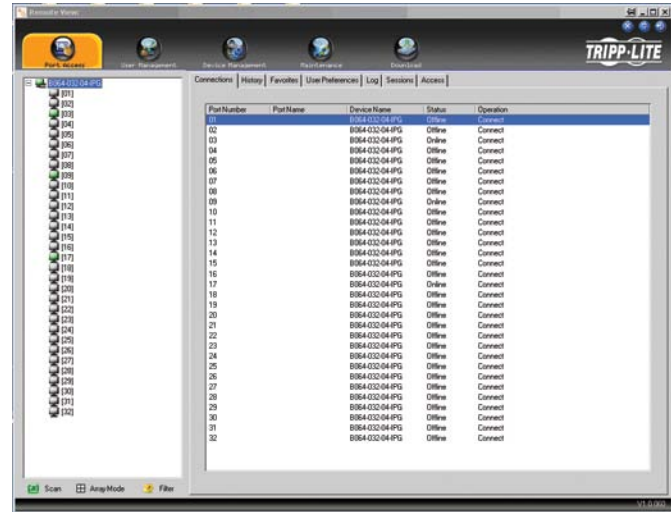 Remote View
Port Access
User Management
Device Management
Maintenance
Download
TRIPP·LITE
B064-032-04-IPG
[01]
[02]
[03]
[04]
[05]
[06]
[07]
[08]
[09]
[10]
[11]
[12]
[13]
[14]
[15]
[16]
[17]
[18]
[19]
[20]
[21]
[22]
[23]
[24]
[25]
[26]
[27]
[28]
[29]
[30]
[31]
[32]
Scan Array Mode Filter
Connections History Favorites User Preferences Log Sessions Access
Port Number Port Name Device Name Status Operation
01 B064-032-04-IPG Offline Connect
02 B064-032-04-IPG Offline Connect
03 B064-032-04-IPG Online Connect
04 B064-032-04-IPG Offline Connect
05 B064-032-04-IPG Offline Connect
06 B064-032-04-IPG Offline Connect
07 B064-032-04-IPG Offline Connect
08 B064-032-04-IPG Offline Connect
09 B064-032-04-IPG Online Connect
10 B064-032-04-IPG Offline Connect
11 B064-032-04-IPG Offline Connect
12 B064-032-04-IPG Offline Connect
13 B064-032-04-IPG Offline Connect
14 B064-032-04-IPG Offline Connect
15 B064-032-04-IPG Offline Connect
16 B064-032-04-IPG Offline Connect
17 B064-032-04-IPG Online Connect
18 B064-032-04-IPG Offline Connect
19 B064-032-04-IPG Offline Connect
20 B064-032-04-IPG Offline Connect
21 B064-032-04-IPG Offline Connect
22 B064-032-04-IPG Offline Connect
23 B064-032-04-IPG Offline Connect
24 B064-032-04-IPG Offline Connect
25 B064-032-04-IPG Offline Connect
26 B064-032-04-IPG Offline Connect
27 B064-032-04-IPG Offline Connect
28 B064-032-04-IPG Offline Connect
29 B064-032-04-IPG Offline Connect
30 B064-032-04-IPG Offline Connect
31 B064-032-04-IPG Offline Connect
32 B064-032-04-IPG Offline Connect
V1.0.060